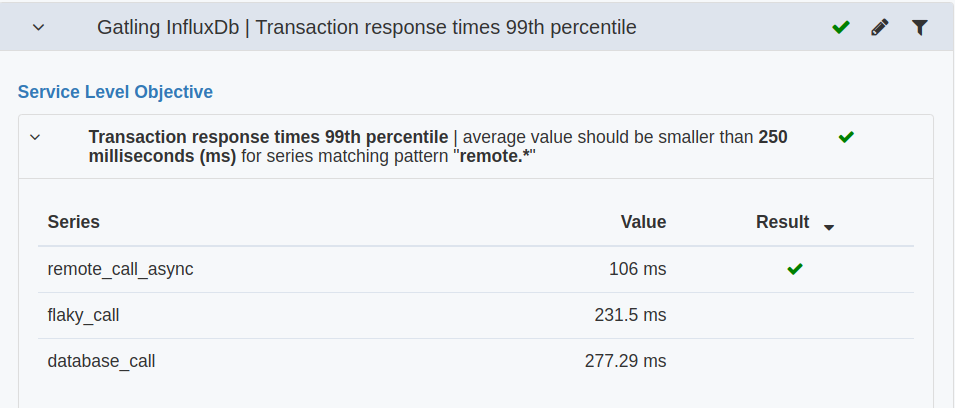 Gatling InfluxDb | Transaction response times 99th percentile
Service Level Objective
Transaction response times 99th percentile | average value should be smaller than 250
milliseconds (ms) for series matching pattern "remote.*"
Series Value Result
remote_call_async 106 ms
flaky_call 231.5 ms
database_call 277.29 ms